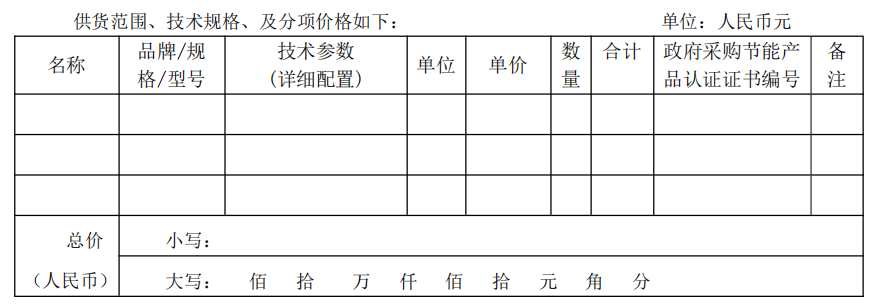 供货范围、技术规格、及分项价格如下： 单位：人民币元
名称 品牌/规格/型号 技术参数（详细配置） 单位 单价 数量 合计 政府采购节能产品认证证书编号 备注
总价（人民币） 小写：
大写： 佰 拾 万 仟 佰 拾 元 角 分